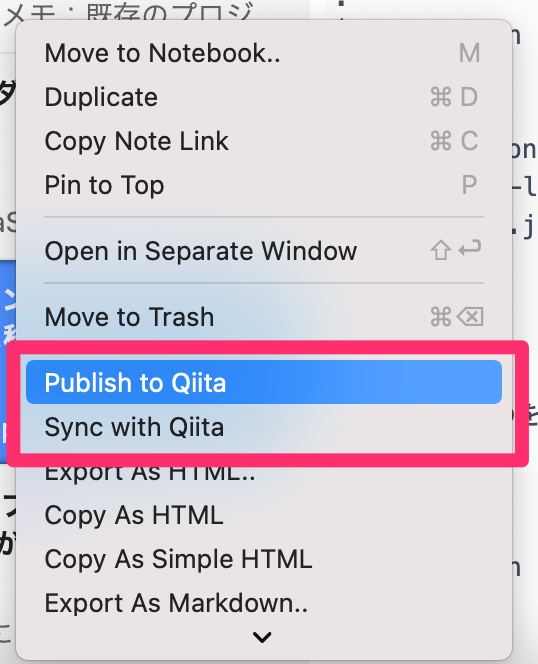 メモ：既存のプロジ
Move to Notebook.. M
Duplicate ⌘ D
Copy Note Link ⌘ C
Pin to Top P
Open in Separate Window ⇧ ↩
Move to Trash ⌘ ⌫
Publish to Qiita
Sync with Qiita
Export As HTML..
Copy As HTML
Copy As Simple HTML
Export As Markdown..